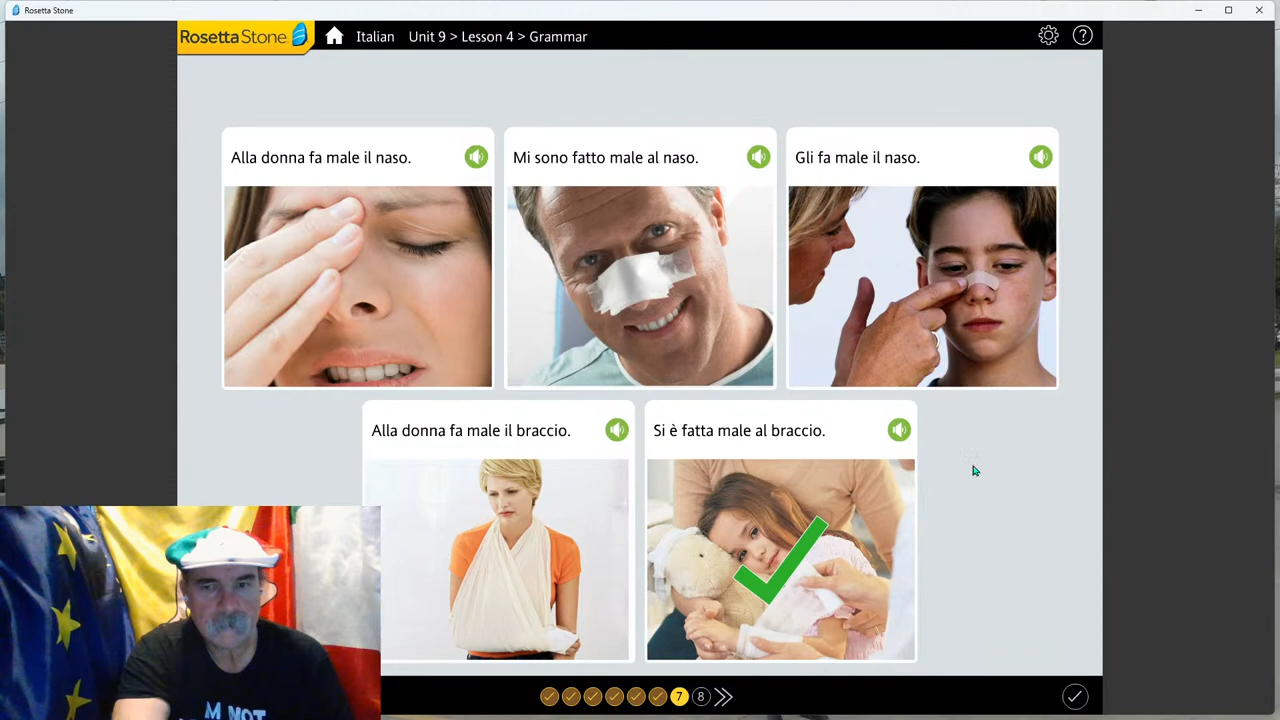 Rosetta Stone
RosettaStone
Italian Unit 9 > Lesson 4 > Grammar
?
Alla donna fa male il naso.
Mi sono fatto male al naso.
Gli fa male il naso.
Alla donna fa male il braccio.
Si è fatta male al braccio.
M NOT
7 8